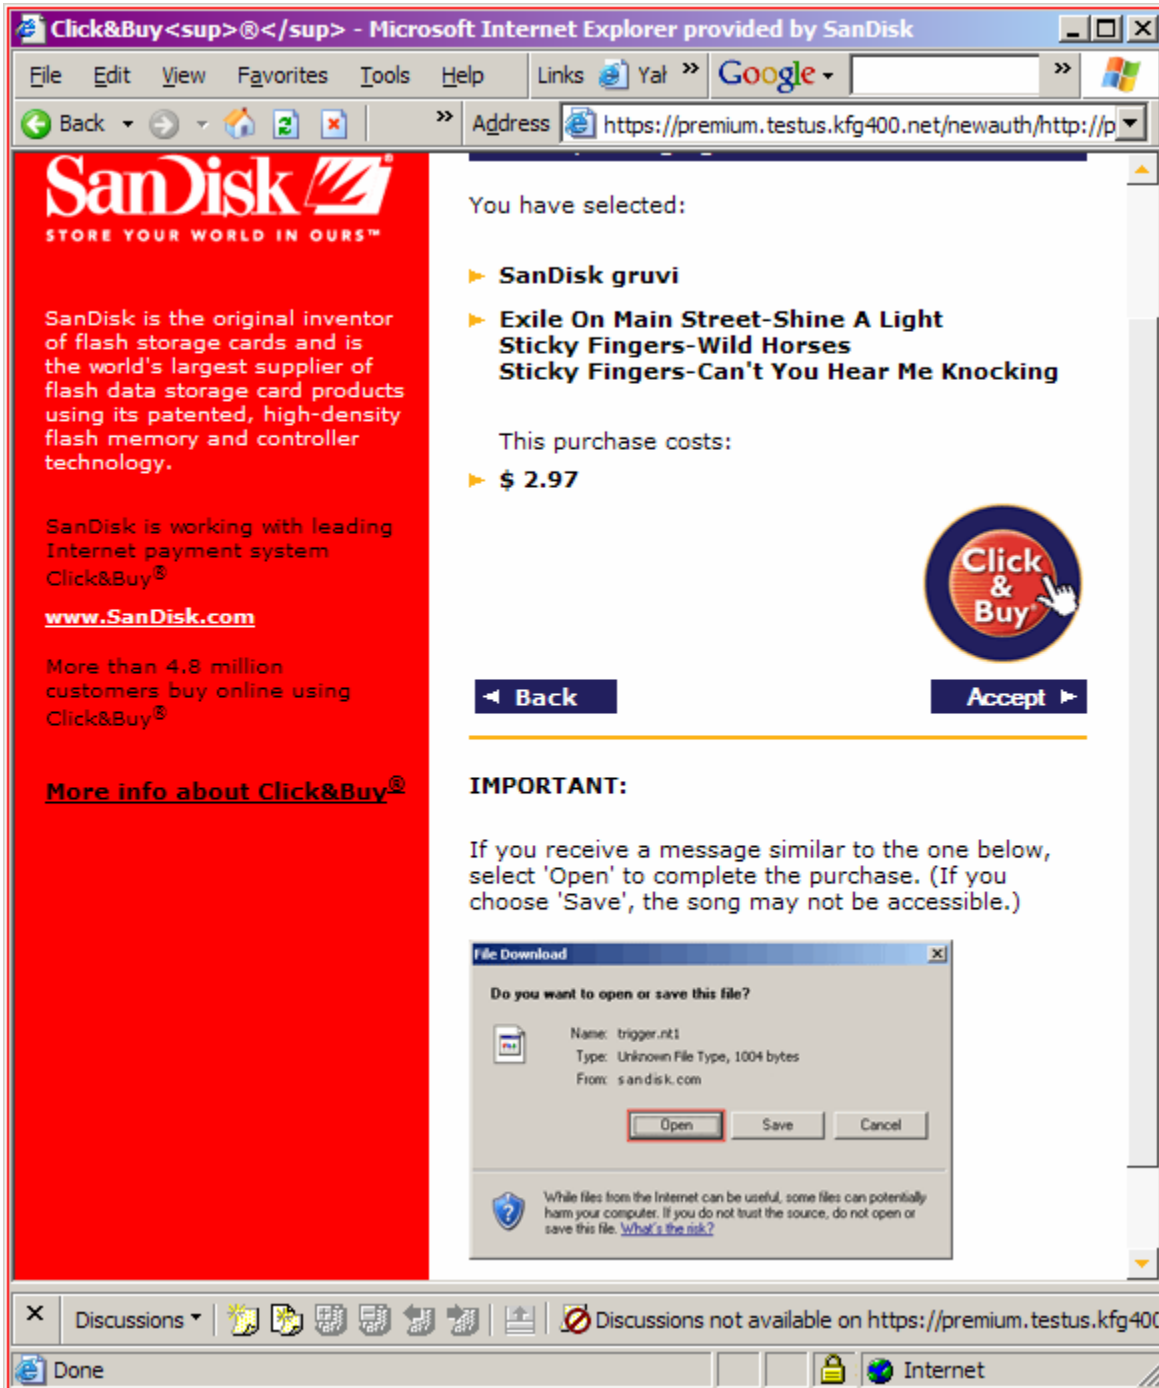 Click&Buy<sup>®</sup> - Microsoft Internet Explorer provided by SanDisk
File Edit View Favorites Tools Help Links Yah » Google »
Back » Address https://premium.testus.kfg400.net/newauth/http://p
SanDisk
STORE YOUR WORLD IN OURS™
SanDisk is the original inventor
of flash storage cards and is
the world's largest supplier of
flash data storage card products
using its patented, high-density
flash memory and controller
technology.
SanDisk is working with leading
Internet payment system
Click&Buy®
www.SanDisk.com
More than 4.8 million
customers buy online using
Click&Buy®
More info about Click&Buy®
You have selected:
SanDisk gruvi
Exile On Main Street-Shine A Light
Sticky Fingers-Wild Horses
Sticky Fingers-Can't You Hear Me Knocking
This purchase costs:
$ 2.97
Click
&
Buy
Back Accept
IMPORTANT:
If you receive a message similar to the one below,
select 'Open' to complete the purchase. (If you
choose 'Save', the song may not be accessible.)
File Download
Do you want to open or save this file?
Name: trigger.nt1
Type: Unknown File Type, 1004 bytes
From: sandisk.com
Open Save Cancel
While files from the Internet can be useful, some files can potentially
harm your computer. If you do not trust the source, do not open or
save this file. What's the risk?
Discussions Discussions not available on https://premium.testus.kfg400
Done Internet